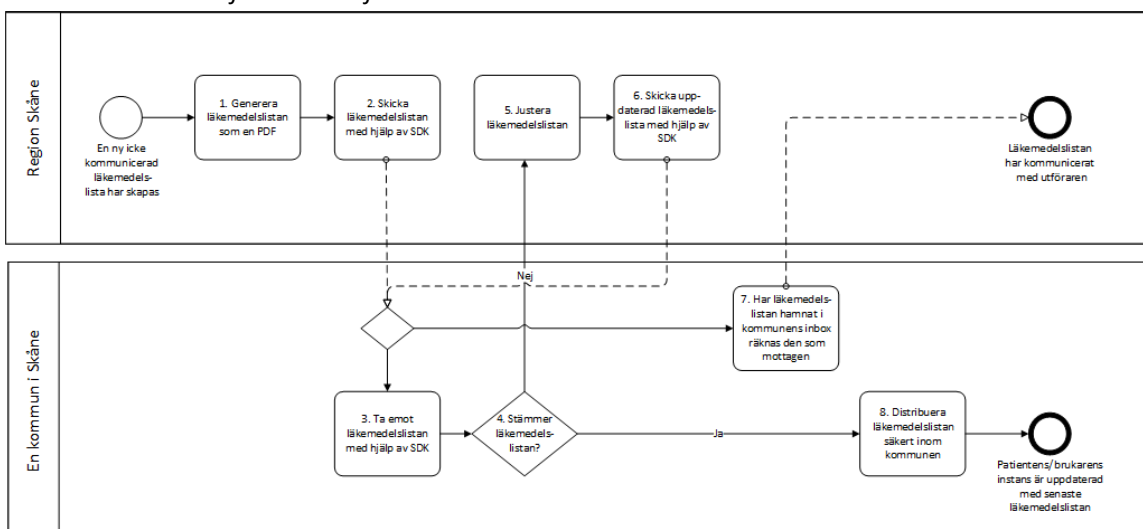 Region Skåne
En ny icke
kommunicerad
läkemedels-
lista har skapas
1. Generera
läkemedelslistan
som en PDF
2. Skicka
läkemedelslistan
med hjälp av SDK
5. Justera
läkemedelslistan
6. Skicka upp-
daterad läkemedels-
lista med hjälp av
SDK
Läkemedelslistan
har kommunicerat
med utföraren
En kommun i Skåne
Nej
7. Har läkemedels-
listan hamnat i
kommunens inbox
räknas den som
mottagen
3. Ta emot
läkemedelslistan
med hjälp av SDK
4. Stämmer
läkemedels-
listan?
Ja
8. Distribuera
läkemedelslistan
säkert inom
kommunen
Patientens/brukarens
instans är uppdaterad
med senaste
läkemedelslistan